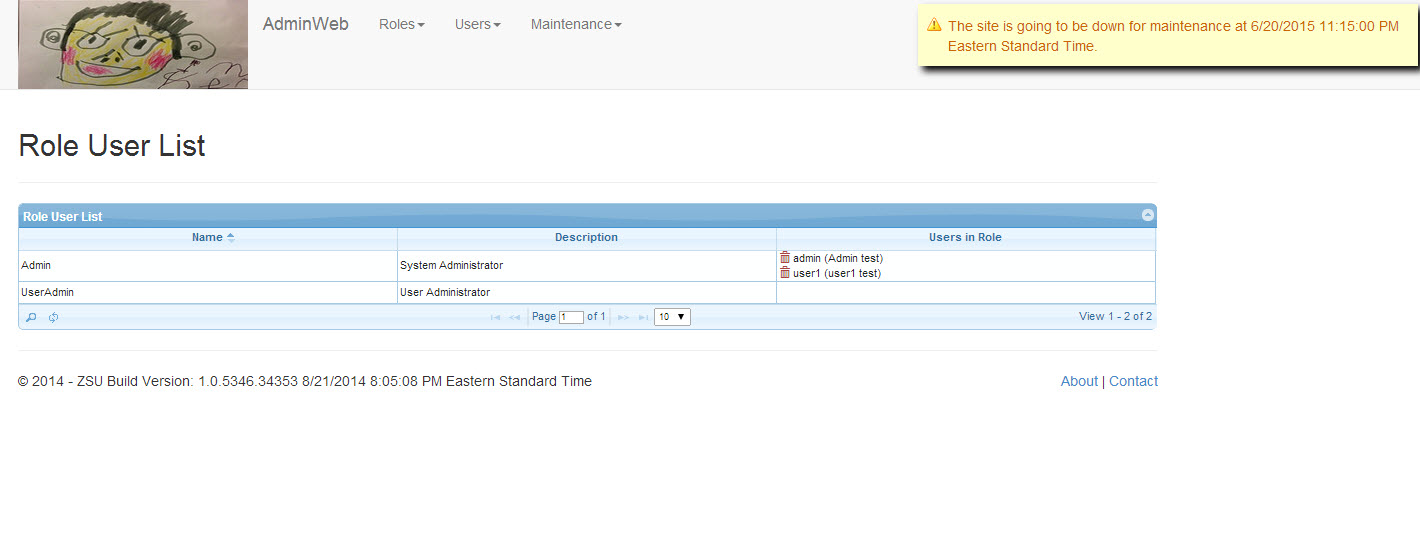 AdminWeb Roles Users Maintenance
The site is going to be down for maintenance at 6/20/2015 11:15:00 PM
Eastern Standard Time.
Role User List
Role User List
Name Description Users in Role
Admin System Administrator admin (Admin test)
user1 (user1 test)
UserAdmin User Administrator
Page 1 of 1 10 View 1 - 2 of 2
© 2014 - ZSU Build Version: 1.0.5346.34353 8/21/2014 8:05:08 PM Eastern Standard Time About | Contact